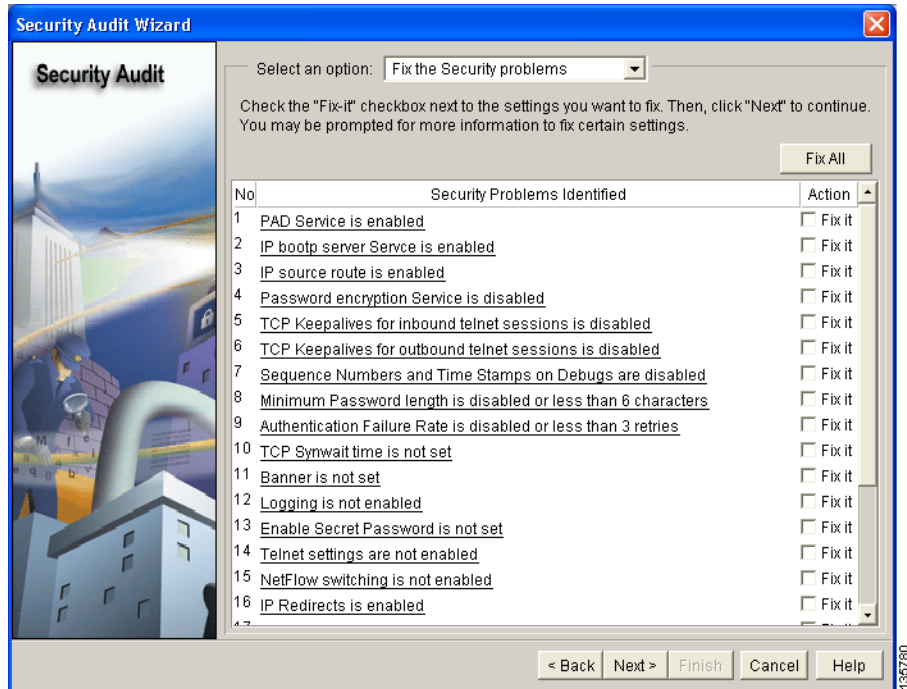 Security Audit Wizard
Security Audit
Select an option: Fix the Security problems
Check the "Fix-it" checkbox next to the settings you want to fix. Then, click "Next" to continue.
You may be prompted for more information to fix certain settings.
Fix All
No Security Problems Identified Action
1 PAD Service is enabled Fix it
2 IP bootp server Servce is enabled Fix it
3 IP source route is enabled Fix it
4 Password encryption Service is disabled Fix it
5 TCP Keepalives for inbound telnet sessions is disabled Fix it
6 TCP Keepalives for outbound telnet sessions is disabled Fix it
7 Sequence Numbers and Time Stamps on Debugs are disabled Fix it
8 Minimum Password length is disabled or less than 6 characters Fix it
9 Authentication Failure Rate is disabled or less than 3 retries Fix it
10 TCP Synwait time is not set Fix it
11 Banner is not set Fix it
12 Logging is not enabled Fix it
13 Enable Secret Password is not set Fix it
14 Telnet settings are not enabled Fix it
15 NetFlow switching is not enabled Fix it
16 IP Redirects is enabled Fix it
< Back Next > Finish Cancel Help
135780